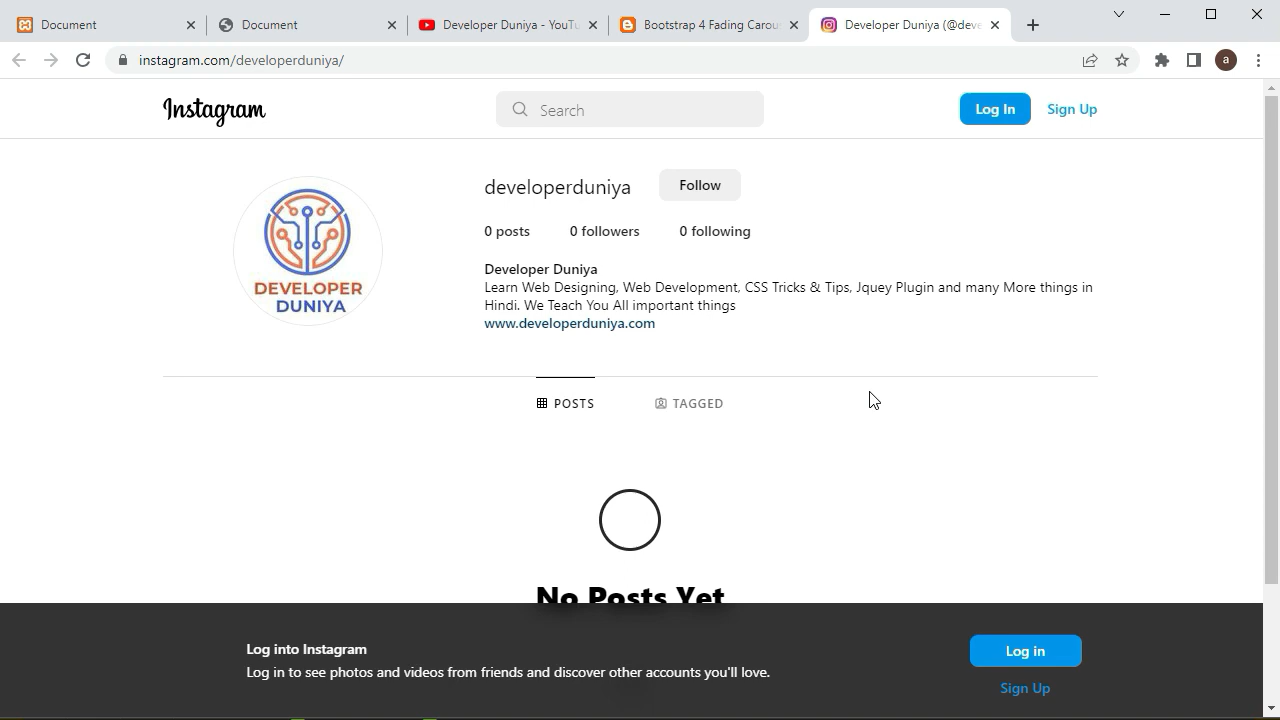 Document
Document
Developer Duniya - YouTu
Bootstrap 4 Fading Carou
Developer Duniya (@deve
instagram.com/developerduniya/
a
Instagram
Search
Log In
Sign Up
developerduniya
Follow
0 posts
0 followers
0 following
DEVELOPER
DUNIYA
Developer Duniya
Learn Web Designing, Web Development, CSS Tricks & Tips, Jquey Plugin and many More things in
Hindi. We Teach You All important things
www.developerduniya.com
POSTS
TAGGED
No Posts Yet
Log into Instagram
Log in to see photos and videos from friends and discover other accounts you'll love.
Log in
Sign Up